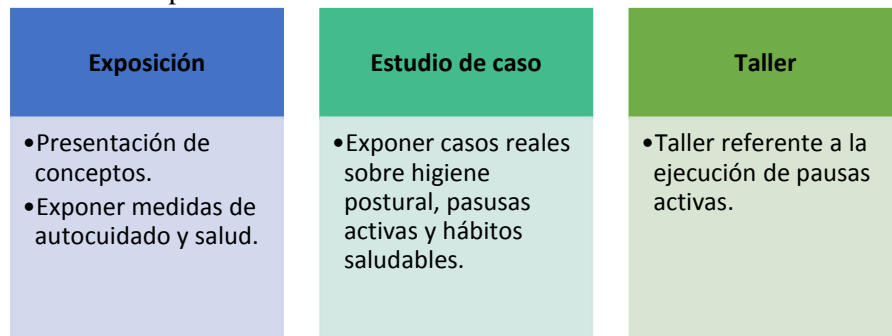 Exposición
•Presentación de
conceptos.
•Exponer medidas de
autocuidado y salud.
Estudio de caso
•Exponer casos reales
sobre higiene
postural, pasusas
activas y hábitos
saludables.
Taller
•Taller referente a la
ejecución de pausas
activas.